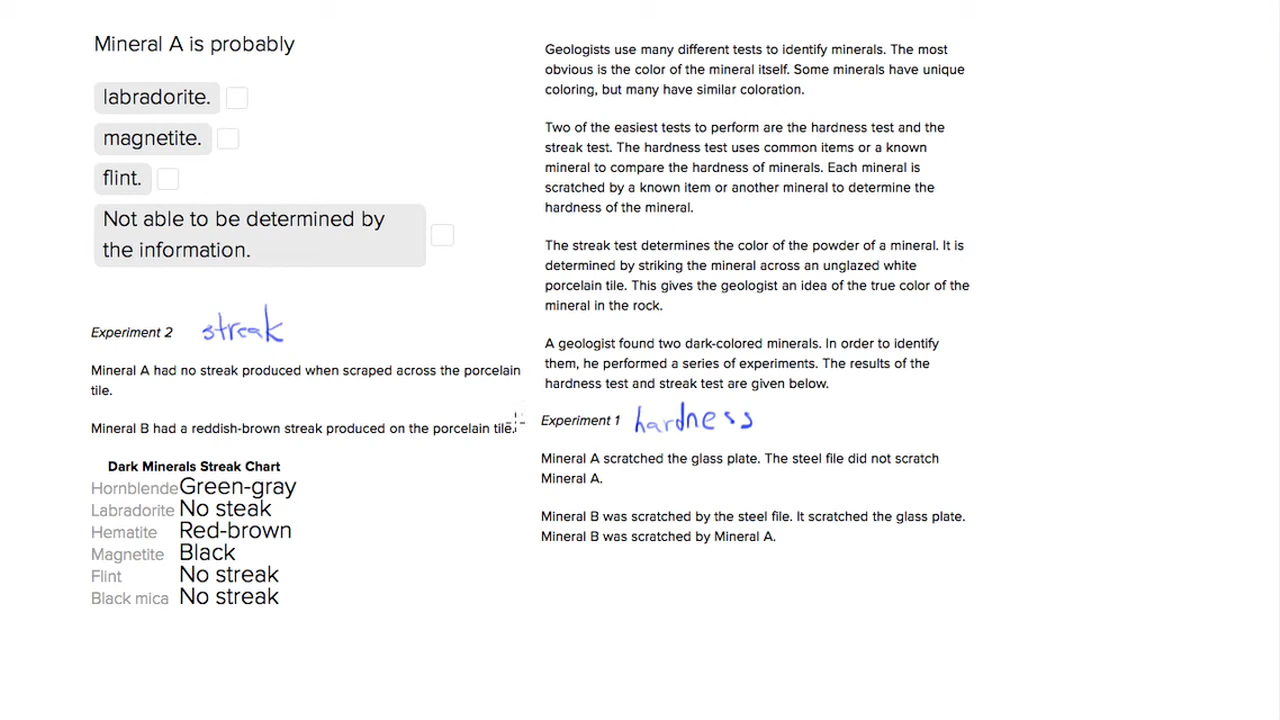 Mineral A is probably
labradorite.
magnetite.
flint.
Not able to be determined by
the information.
Experiment 2 streak
Mineral A had no streak produced when scraped across the porcelain
tile.
Mineral B had a reddish-brown streak produced on the porcelain tile.
Dark Minerals Streak Chart
Hornblende Green-gray
Labradorite No steak
Hematite Red-brown
Magnetite Black
Flint No streak
Black mica No streak
Geologists use many different tests to identify minerals. The most
obvious is the color of the mineral itself. Some minerals have unique
coloring, but many have similar coloration.
Two of the easiest tests to perform are the hardness test and the
streak test. The hardness test uses common items or a known
mineral to compare the hardness of minerals. Each mineral is
scratched by a known item or another mineral to determine the
hardness of the mineral.
The streak test determines the color of the powder of a mineral. It is
determined by striking the mineral across an unglazed white
porcelain tile. This gives the geologist an idea of the true color of the
mineral in the rock.
A geologist found two dark-colored minerals. In order to identify
them, he performed a series of experiments. The results of the
hardness test and streak test are given below.
Experiment 1 hardness
Mineral A scratched the glass plate. The steel file did not scratch
Mineral A.
Mineral B was scratched by the steel file. It scratched the glass plate.
Mineral B was scratched by Mineral A.